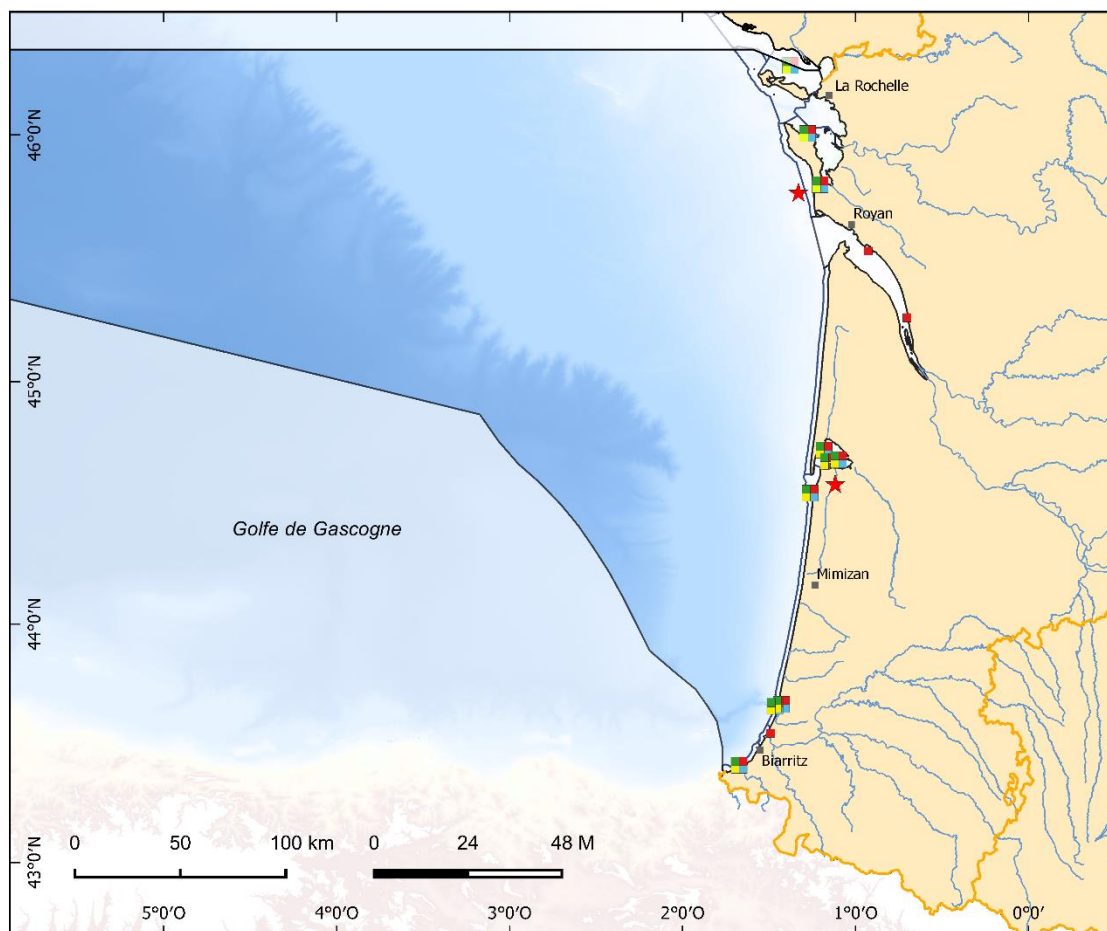 La Rochelle
46°0'N
Royan
45°0'N
Golfe de Gascogne
Mimizan
44°0'N
Biarritz
0 50 100 km
0 24 48 M
43°0'N
5°0'O 4°0'O 3°0'O 2°0'O 1°0'O 0°0'